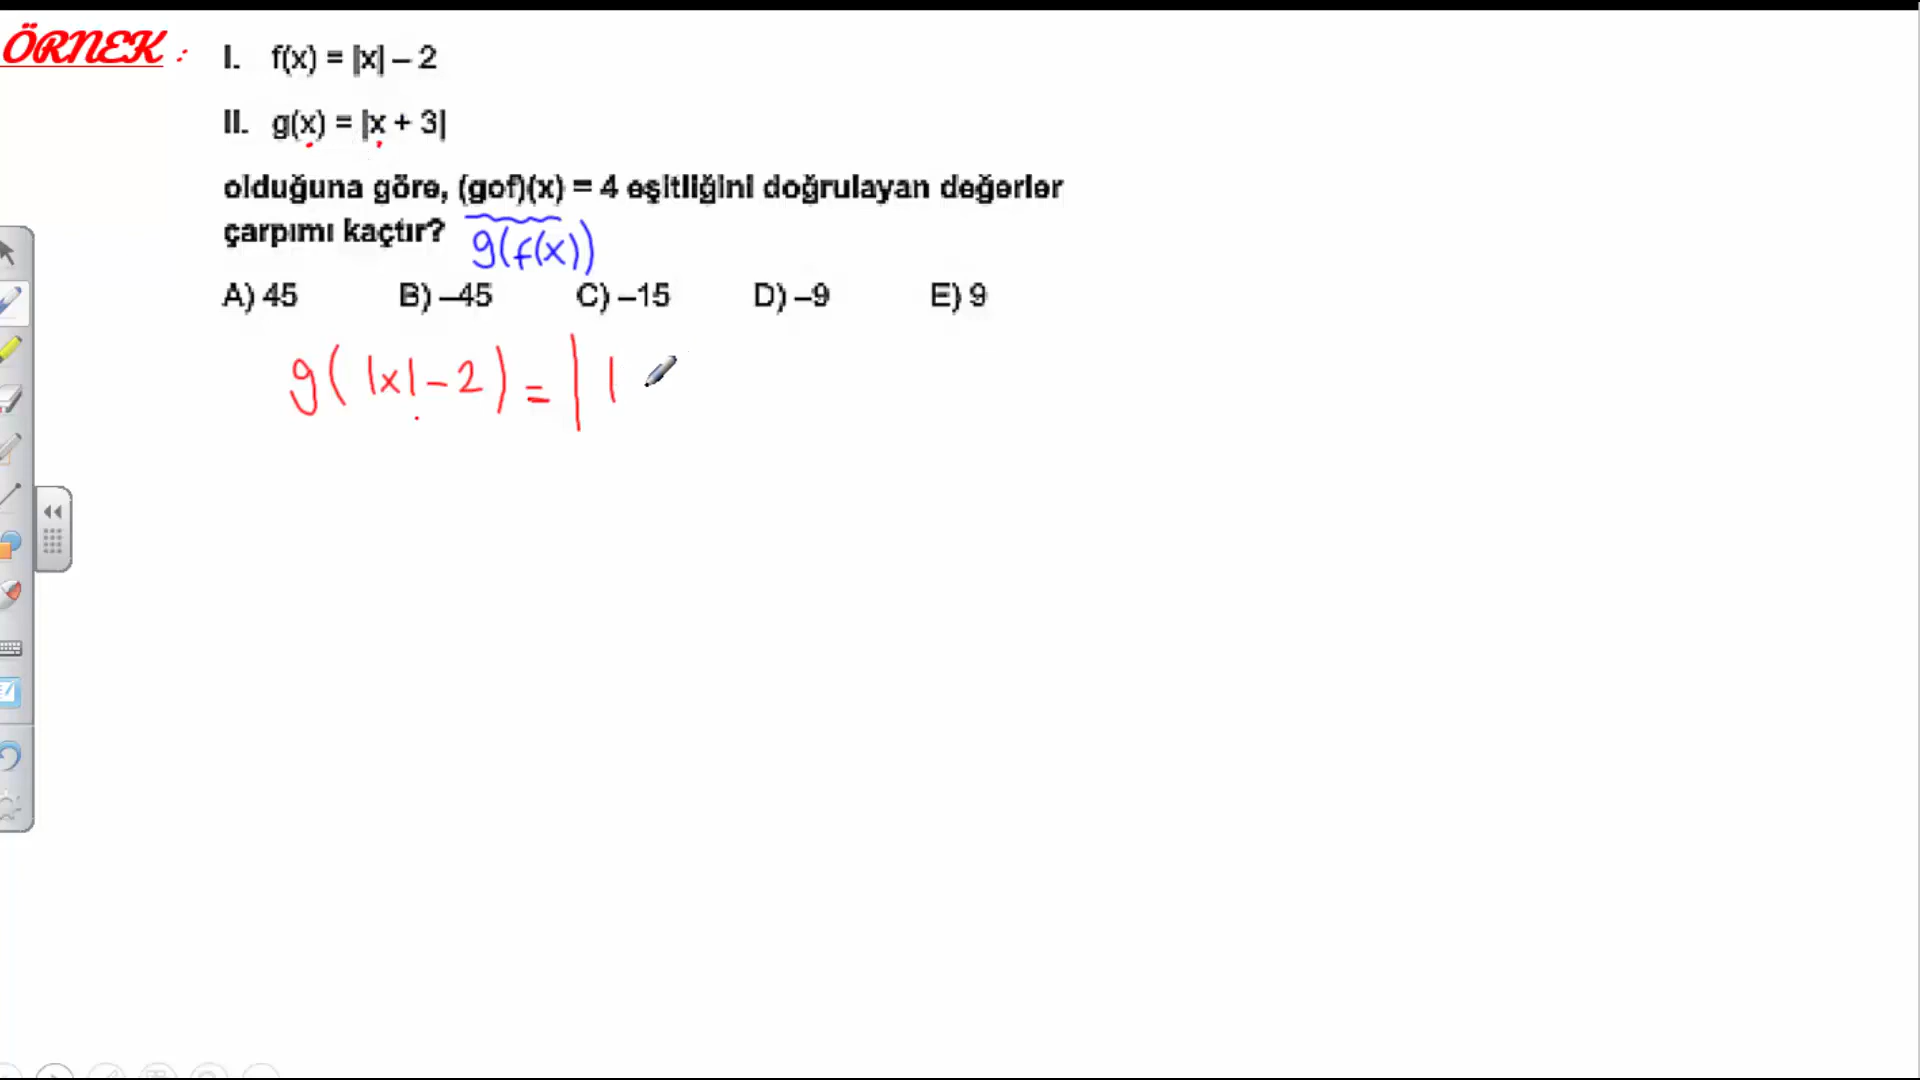 ÖRNEK :
I. f(x) = |x| – 2
II. g(x) = |x + 3|
olduğuna göre, (gof)(x) = 4 eşitliğini doğrulayan değerler
çarpımı kaçtır? g(f(x))
A) 45 B) –45 C) –15 D) –9 E) 9
g( |x| – 2 ) = | |